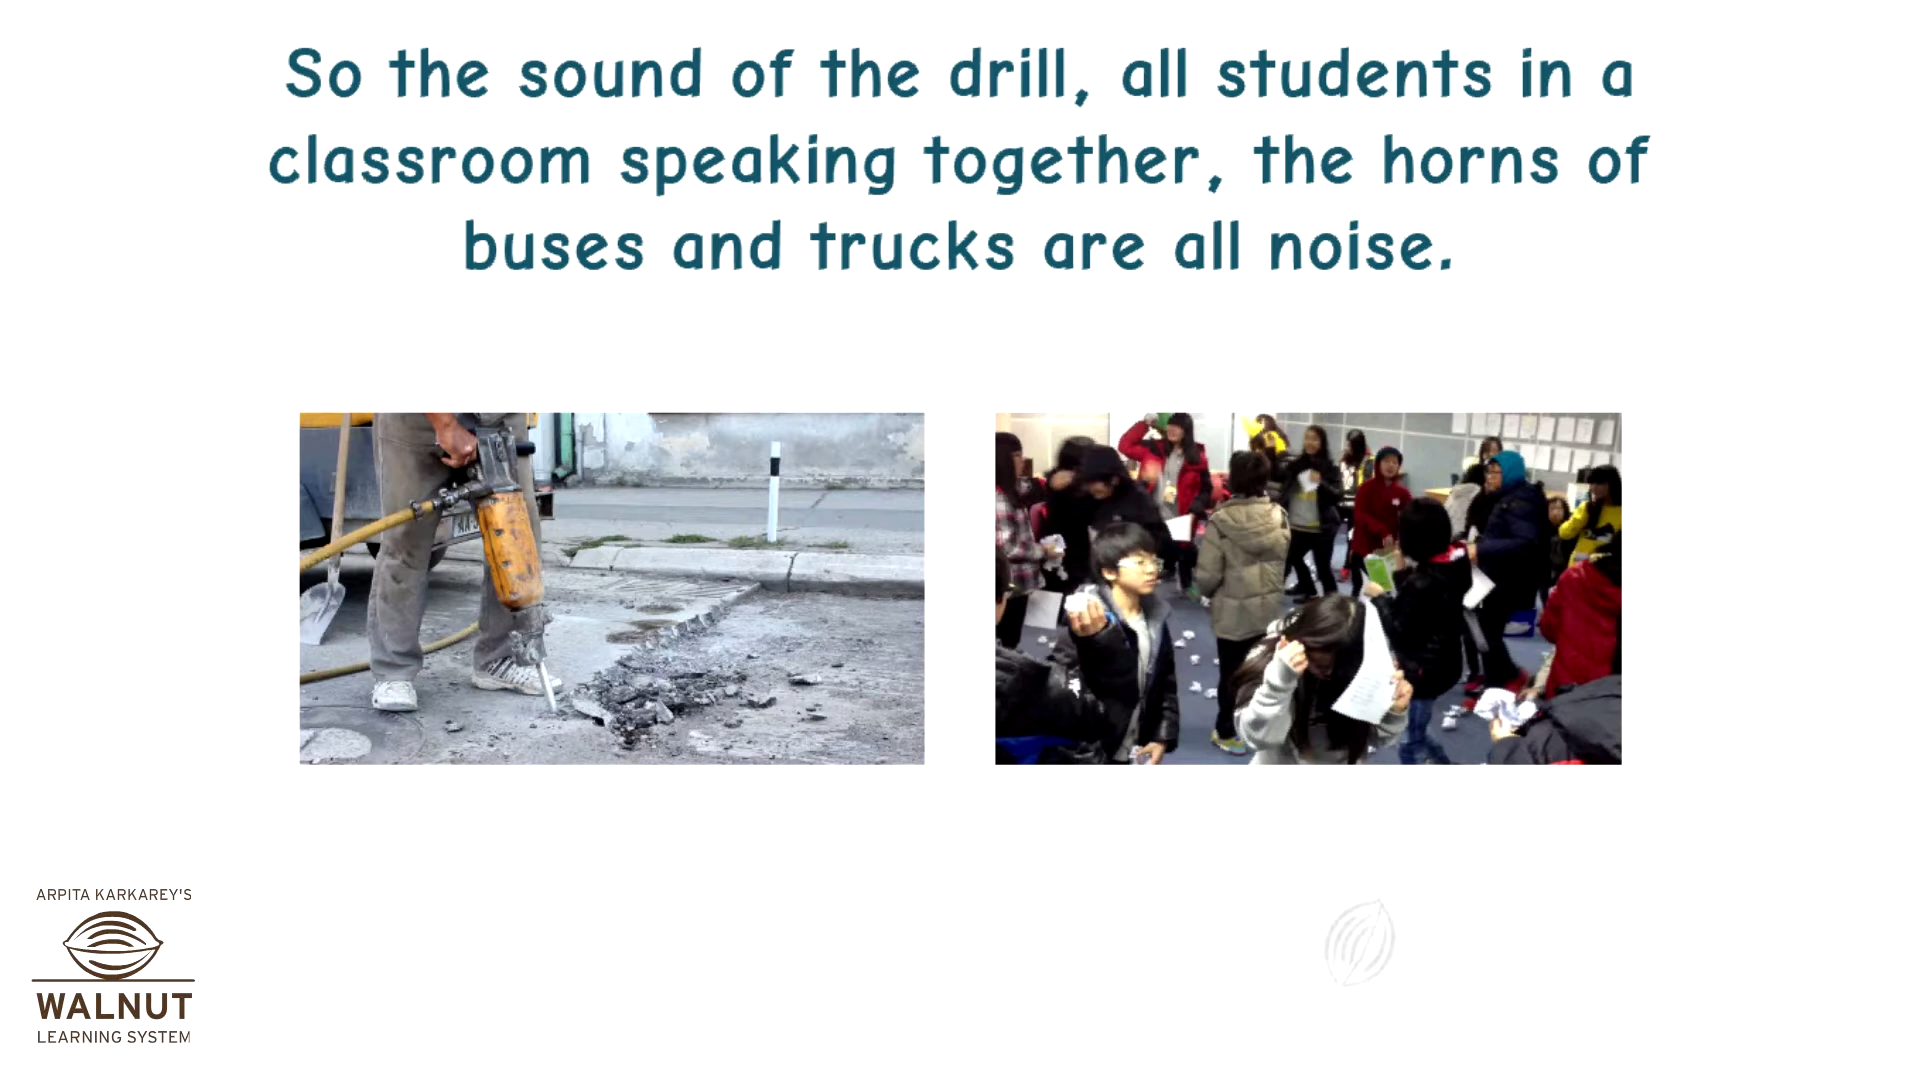 So the sound of the drill, all students in a
classroom speaking together, the horns of
buses and trucks are all noise.
ARPITA KARKAREY'S
WALNUT
LEARNING SYSTEM